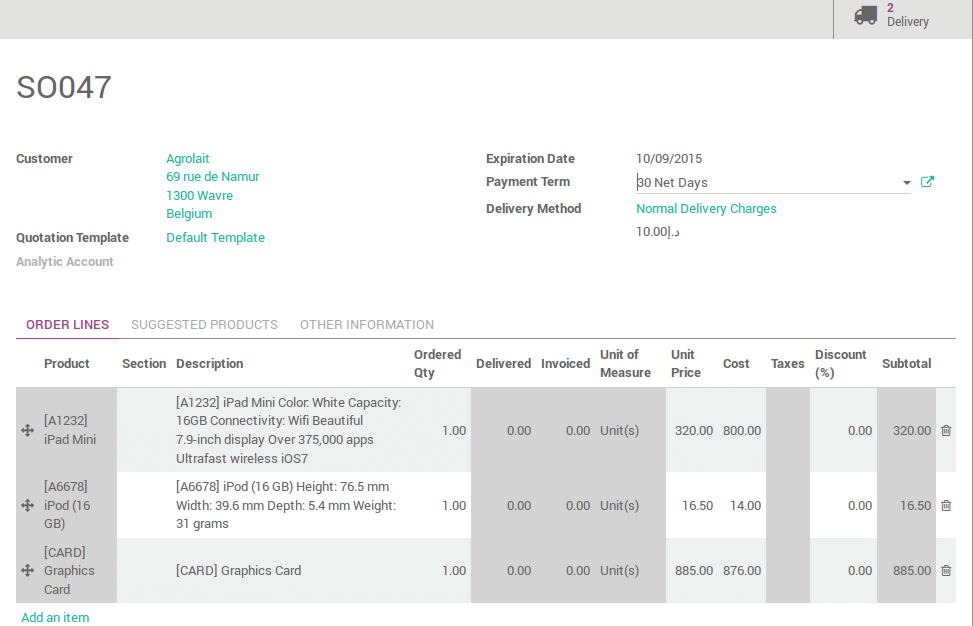 2
Delivery
SO047
Customer
Agrolait
69 rue de Namur
1300 Wavre
Belgium
Quotation Template
Default Template
Analytic Account
Expiration Date
10/09/2015
Payment Term
30 Net Days
Delivery Method
Normal Delivery Charges
10.00د.إ
ORDER LINES SUGGESTED PRODUCTS OTHER INFORMATION
Product Section Description Ordered Qty Delivered Invoiced Unit of Measure Unit Price Cost Taxes Discount (%) Subtotal
[A1232] iPad Mini
[A1232] iPad Mini Color: White Capacity:
16GB Connectivity: Wifi Beautiful
7.9-inch display Over 375,000 apps
Ultrafast wireless iOS7
1.00 0.00 0.00 Unit(s) 320.00 800.00 0.00 320.00
[A6678] iPod (16 GB)
[A6678] iPod (16 GB) Height: 76.5 mm
Width: 39.6 mm Depth: 5.4 mm Weight:
31 grams
1.00 0.00 0.00 Unit(s) 16.50 14.00 0.00 16.50
[CARD] Graphics Card
[CARD] Graphics Card
1.00 0.00 0.00 Unit(s) 885.00 876.00 0.00 885.00
Add an item